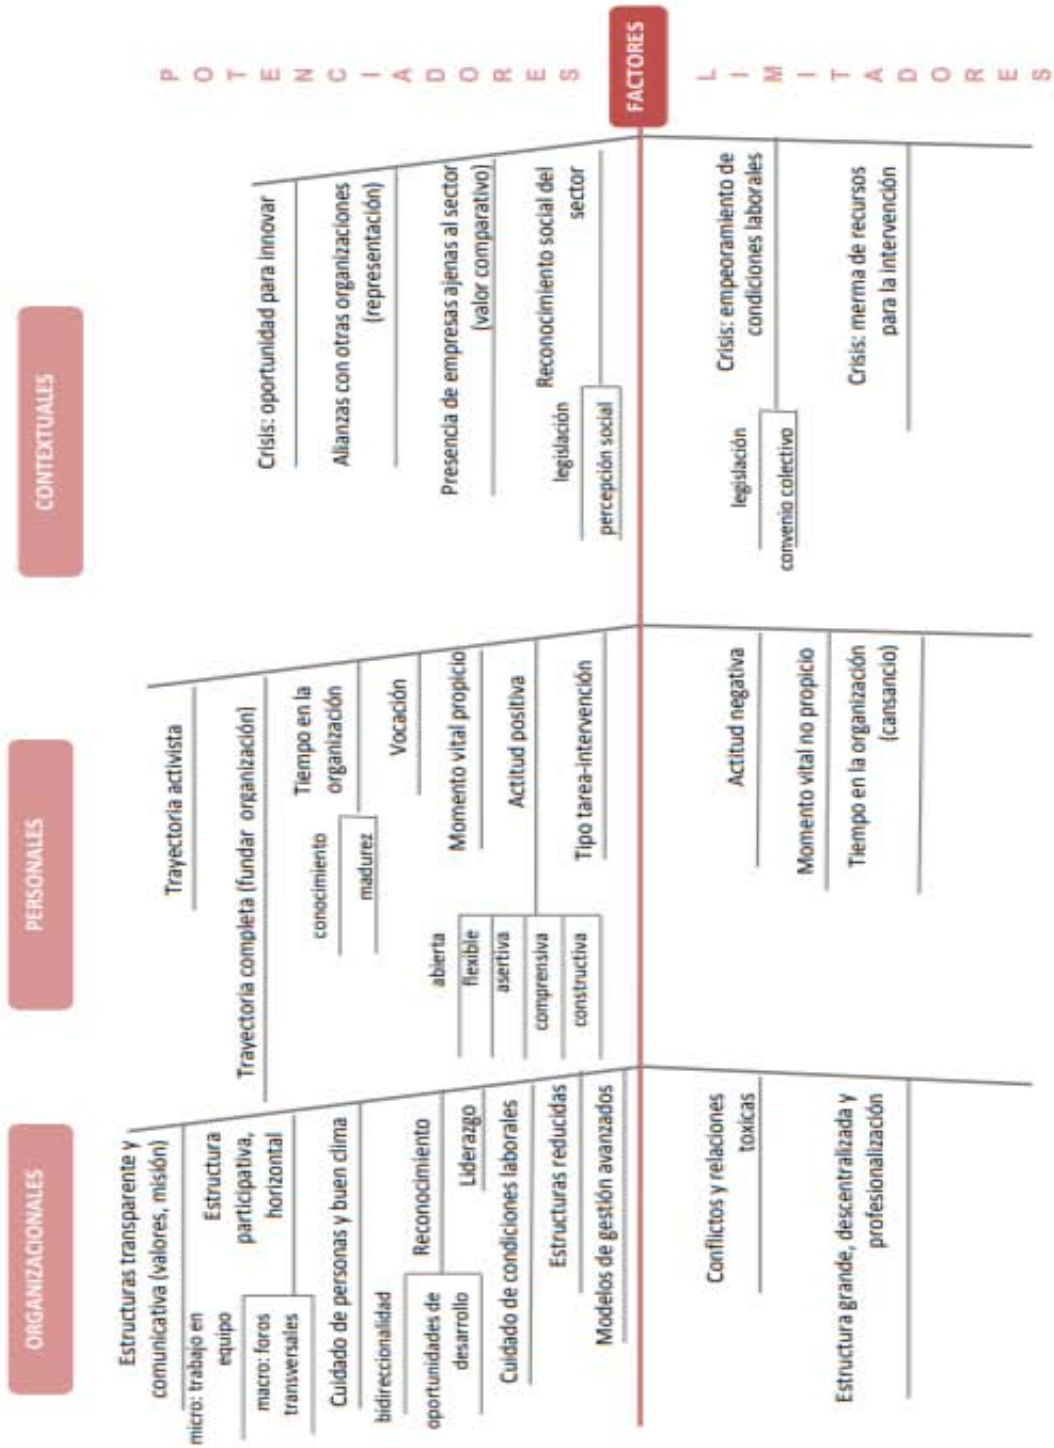 ORGANIZACIONALES
PERSONALES
CONTEXTUALES
POTENCIADORES
Estructuras transparente y
comunicativa (valores, misión)
micro: trabajo en
equipo
macro: foros
transversales
Estructura
participativa,
horizontal
Cuidado de personas y buen clima
bidireccionalidad
oportunidades de
desarrollo
Reconocimiento
Liderazgo
Cuidado de condiciones laborales
Estructuras reducidas
Modelos de gestión avanzados
Trayectoria activista
Trayectoria completa (fundar organización)
conocimiento
madurez
Tiempo en la
organización
Vocación
Momento vital propicio
abierta
flexible
asertiva
comprensiva
constructiva
Actitud positiva
Tipo tarea-intervención
Crisis: oportunidad para innovar
Alianzas con otras organizaciones
(representación)
Presencia de empresas ajenas al sector
(valor comparativo)
Reconocimiento social del
sector
legislación
percepción social
FACTORES
LIMITADORES
Conflictos y relaciones
toxicas
Estructura grande, descentralizada y
profesionalización
Actitud negativa
Momento vital no propicio
Tiempo en la organización
(cansancio)
Crisis: empeoramiento de
condiciones laborales
legislación
convenio colectivo
Crisis: merma de recursos
para la intervención